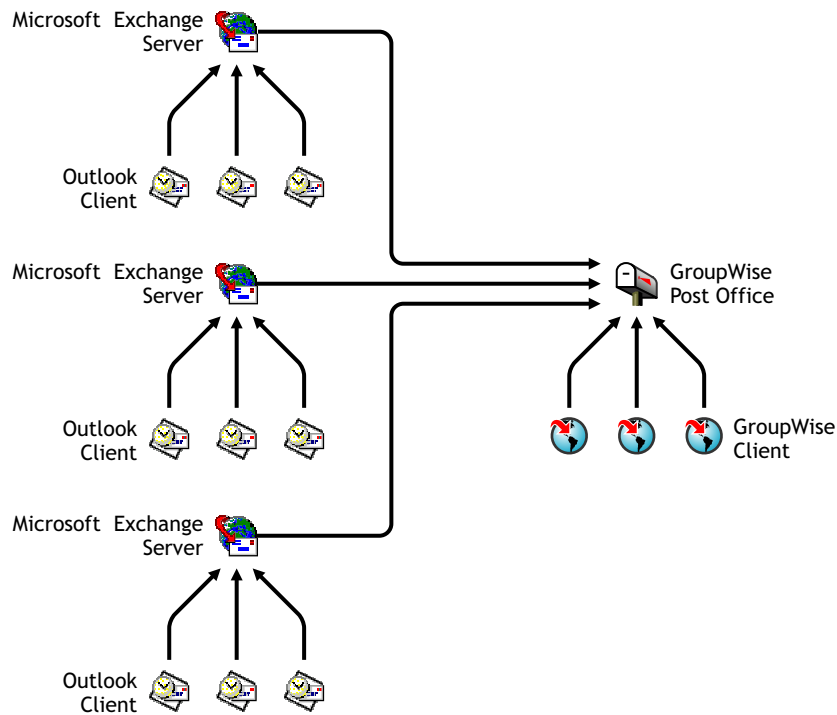 Microsoft Exchange
Server
Outlook
Client
Microsoft Exchange
Server
GroupWise
Post Office
Outlook
Client
GroupWise
Client
Microsoft Exchange
Server
Outlook
Client